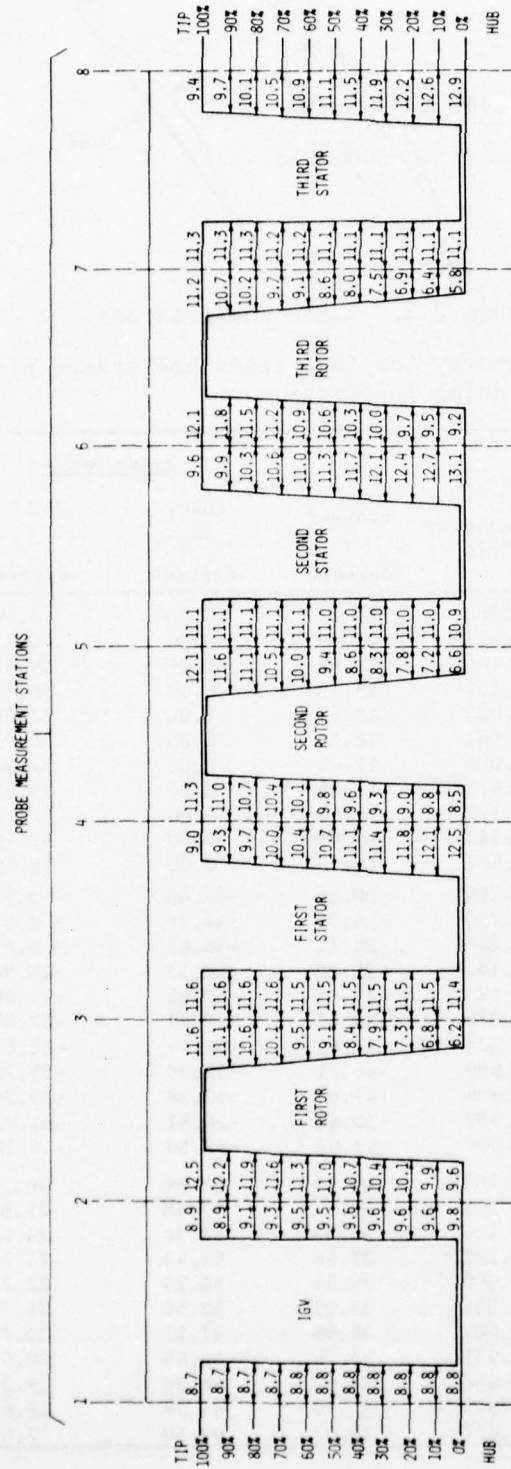 PROBE MEASUREMENT STATIONS
1 2 3 4 5 6 7 8
TIP TIP
100% 8.7 8.9 12.5 11.6 11.6 9.0 11.3 12.1 11.1 9.6 12.1 11.2 11.3 9.4 100%
90% 8.7 8.9 12.2 11.1 11.6 9.3 11.0 11.6 11.1 9.9 11.8 10.7 11.3 9.7 90%
80% 8.7 9.1 11.9 10.6 11.6 9.7 10.7 11.1 11.1 10.3 11.5 10.2 11.3 10.1 80%
70% 8.7 9.3 11.6 10.1 11.6 10.0 10.4 10.5 11.1 10.6 11.2 9.7 11.2 10.5 70%
60% 8.8 9.5 11.3 9.5 11.5 10.4 10.1 10.0 11.1 11.0 10.9 9.1 11.2 10.9 60%
50% 8.8 9.5 11.0 9.1 11.5 10.7 9.8 9.4 11.0 11.3 10.6 8.6 11.1 11.1 50%
40% 8.8 9.6 10.7 8.4 11.5 11.1 9.6 8.6 11.0 11.7 10.3 8.0 11.1 11.5 40%
30% 8.8 9.6 10.4 7.9 11.5 11.4 9.3 8.3 11.0 12.1 10.0 7.5 11.1 11.9 30%
20% 8.8 9.6 10.1 7.3 11.5 11.8 9.0 7.8 11.0 12.4 9.7 6.9 11.1 12.2 20%
10% 8.8 9.6 9.9 6.8 11.5 12.1 8.8 7.2 11.0 12.7 9.5 6.4 11.1 12.6 10%
0% 8.8 9.8 9.6 6.2 11.4 12.5 8.5 6.6 10.9 13.1 9.2 5.8 11.1 12.9 0%
HUB HUB
IGV
FIRST
ROTOR
FIRST
STATOR
SECOND
ROTOR
SECOND
STATOR
THIRD
ROTOR
THIRD
STATOR